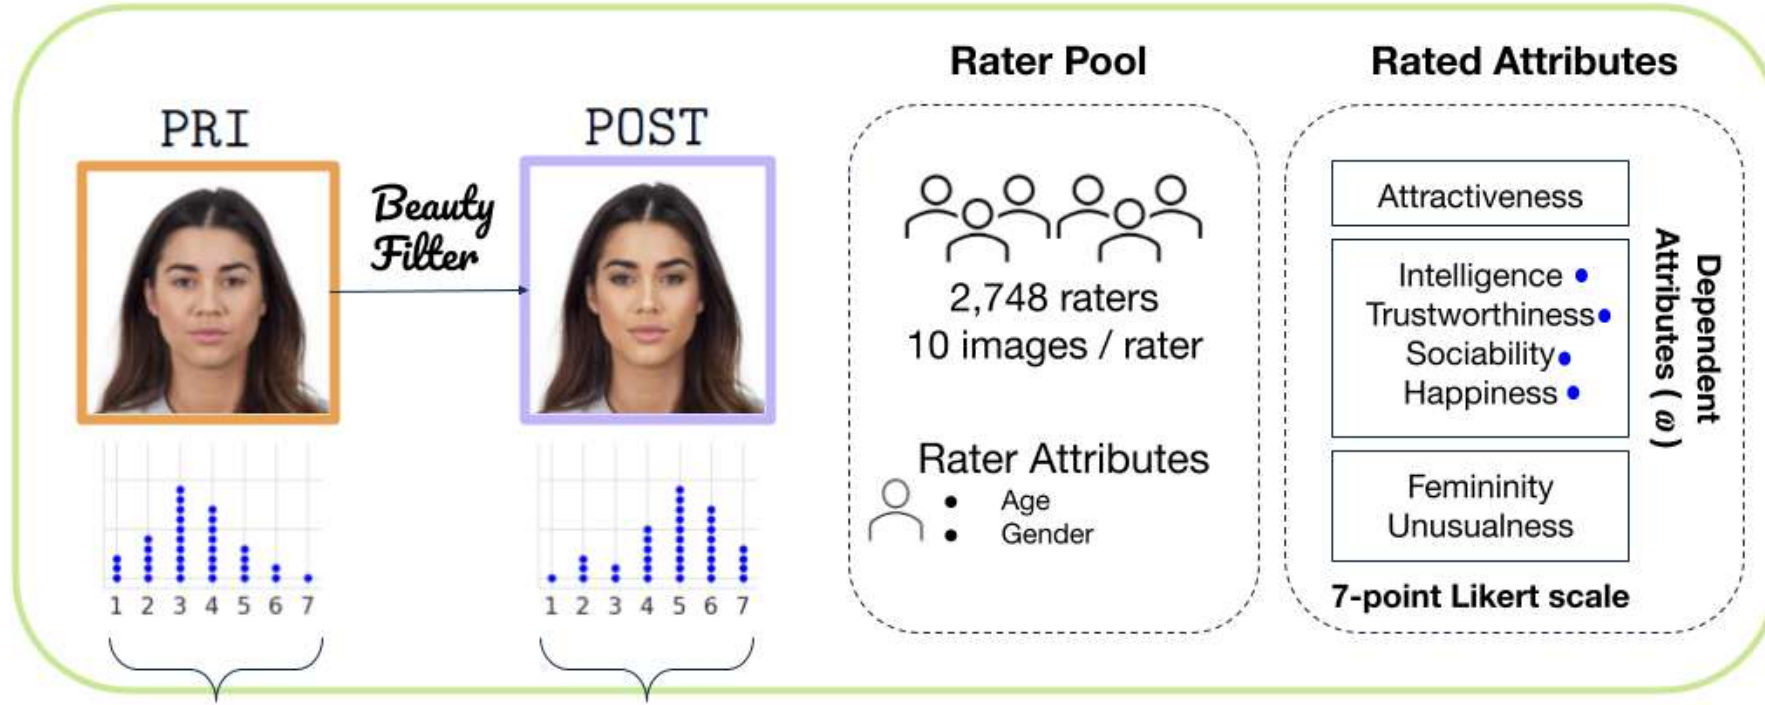 PRI
Beauty
Filter
POST
1 2 3 4 5 6 7
1 2 3 4 5 6 7
Rater Pool
2,748 raters
10 images / rater
Rater Attributes
• Age
• Gender
Rated Attributes
Attractiveness
Intelligence
Trustworthiness
Sociability
Happiness
Femininity
Unusualness
7-point Likert scale
Dependent
Attributes ( ω )